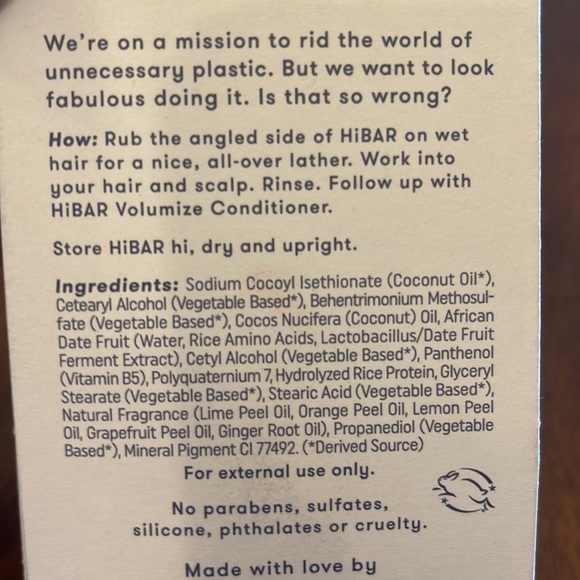 We're on a mission to rid the world of
unnecessary plastic. But we want to look
fabulous doing it. Is that so wrong?
How: Rub the angled side of HiBAR on wet
hair for a nice, all-over lather. Work into
your hair and scalp. Rinse. Follow up with
HiBAR Volumize Conditioner.
Store HiBAR hi, dry and upright.
Ingredients: Sodium Cocoyl Isethionate (Coconut Oil*),
Cetearyl Alcohol (Vegetable Based*), Behentrimonium Methosul-
fate (Vegetable Based*), Cocos Nucifera (Coconut) Oil, African
Date Fruit (Water, Rice Amino Acids, Lactobacillus/Date Fruit
Ferment Extract), Cetyl Alcohol (Vegetable Based*), Panthenol
(Vitamin B5), Polyquaternium 7, Hydrolyzed Rice Protein, Glyceryl
Stearate (Vegetable Based*), Stearic Acid (Vegetable Based*),
Natural Fragrance (Lime Peel Oil, Orange Peel Oil, Lemon Peel
Oil, Grapefruit Peel Oil, Ginger Root Oil), Propanediol (Vegetable
Based*), Mineral Pigment CI 77492. (*Derived Source)
For external use only.
No parabens, sulfates,
silicone, phthalates or cruelty.
Made with love by